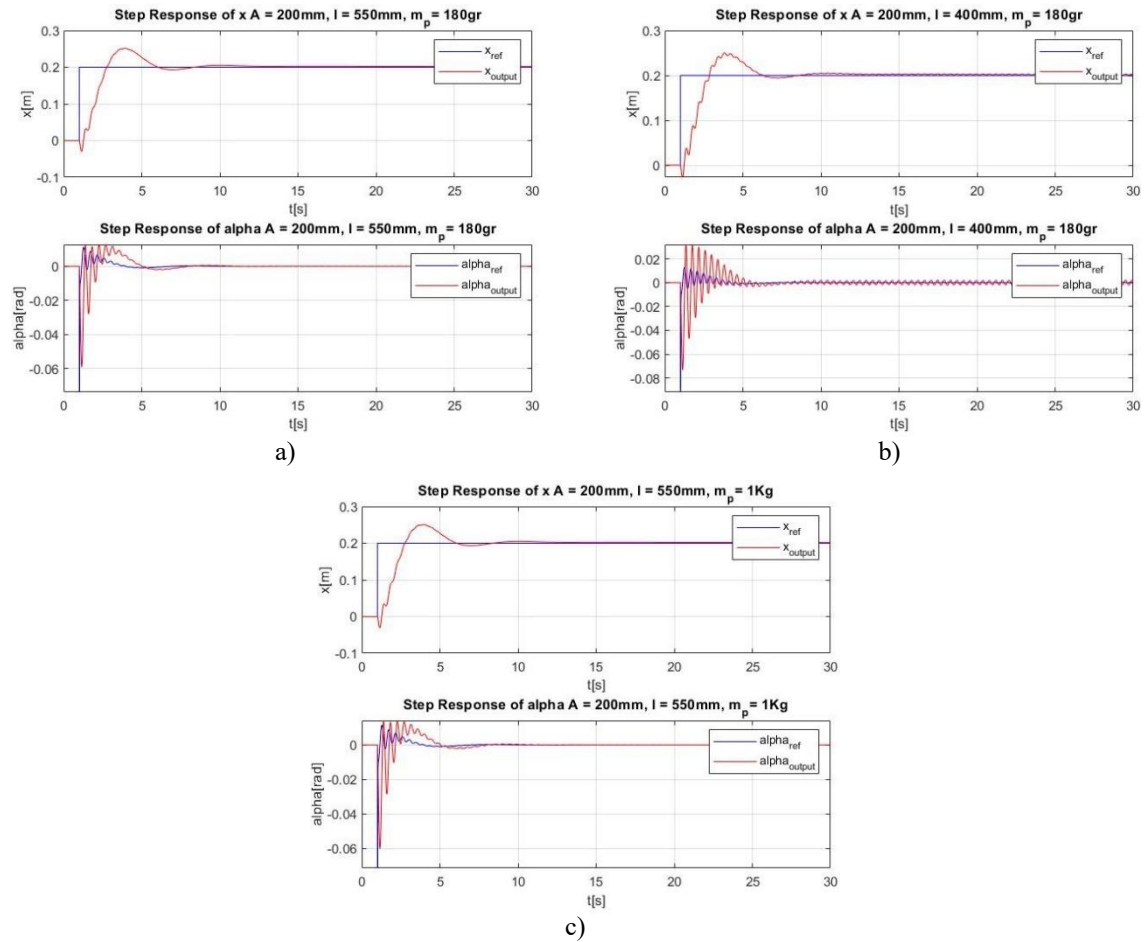 Step Response of x A = 200mm, l = 550mm, m_p = 180gr
0.3
0.2
0.1
0
-0.1
x[m]
x_ref
x_output
0 5 10 15 20 25 30
t[s]
Step Response of alpha A = 200mm, l = 550mm, m_p = 180gr
0
-0.02
-0.04
-0.06
alpha[rad]
alpha_ref
alpha_output
0 5 10 15 20 25 30
t[s]
a)
Step Response of x A = 200mm, l = 400mm, m_p = 180gr
0.3
0.2
0.1
0
x[m]
x_ref
x_output
0 5 10 15 20 25 30
t[s]
Step Response of alpha A = 200mm, l = 400mm, m_p = 180gr
0.02
0
-0.02
-0.04
-0.06
-0.08
alpha[rad]
alpha_ref
alpha_output
0 5 10 15 20 25 30
t[s]
b)
Step Response of x A = 200mm, l = 550mm, m_p = 1Kg
0.3
0.2
0.1
0
-0.1
x[m]
x_ref
x_output
0 5 10 15 20 25 30
t[s]
Step Response of alpha A = 200mm, l = 550mm, m_p = 1Kg
0
-0.02
-0.04
-0.06
alpha[rad]
alpha_ref
alpha_output
0 5 10 15 20 25 30
t[s]
c)